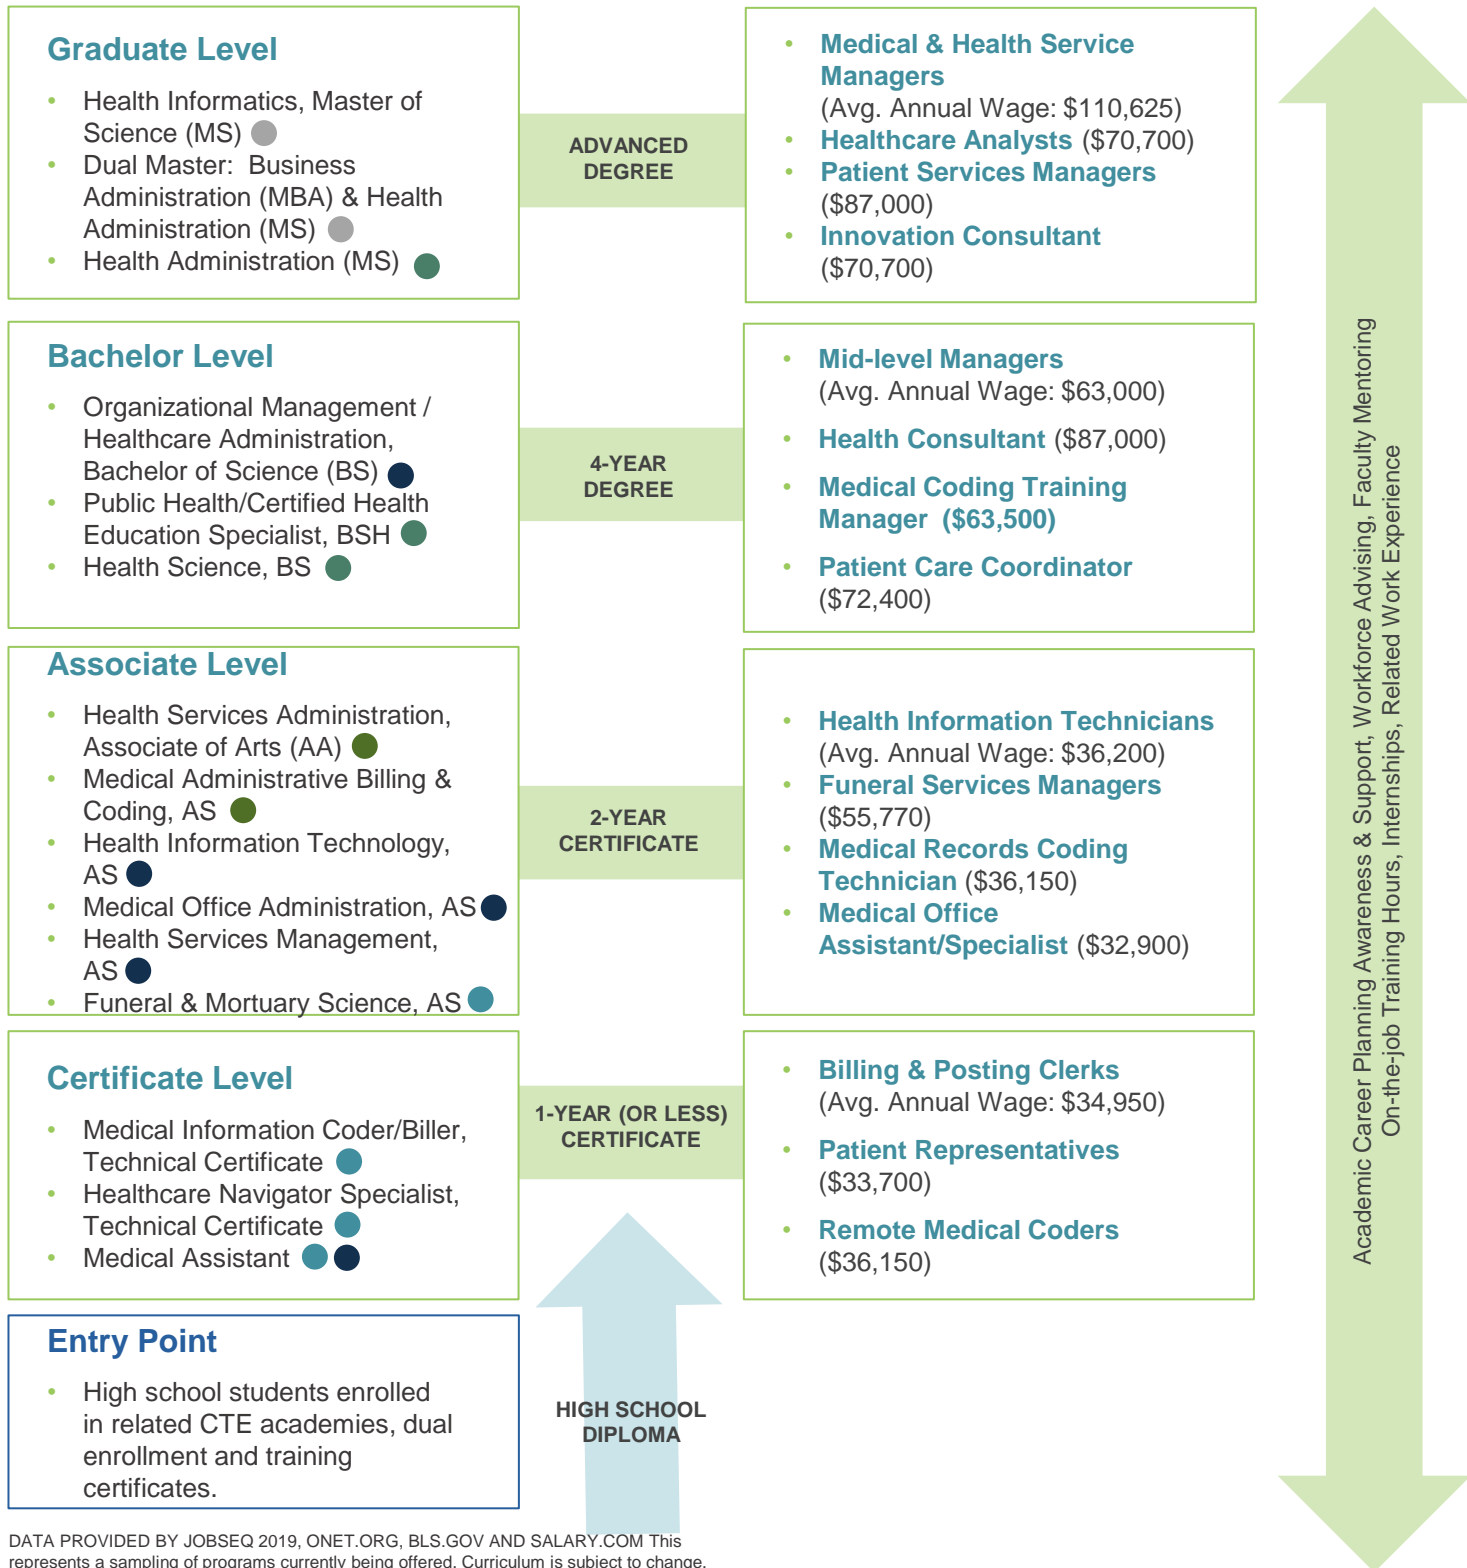 Graduate Level
• Health Informatics, Master of
Science (MS)
• Dual Master:  Business
Administration (MBA) & Health
Administration (MS)
• Health Administration (MS)
ADVANCED
DEGREE
• Medical & Health Service
Managers
(Avg. Annual Wage: $110,625)
• Healthcare Analysts ($70,700)
• Patient Services Managers
($87,000)
• Innovation Consultant
($70,700)
Bachelor Level
• Organizational Management /
Healthcare Administration,
Bachelor of Science (BS)
• Public Health/Certified Health
Education Specialist, BSH
• Health Science, BS
4-YEAR
DEGREE
• Mid-level Managers
(Avg. Annual Wage: $63,000)
• Health Consultant ($87,000)
• Medical Coding Training
Manager  ($63,500)
• Patient Care Coordinator
($72,400)
Associate Level
• Health Services Administration,
Associate of Arts (AA)
• Medical Administrative Billing &
Coding, AS
• Health Information Technology,
AS
• Medical Office Administration, AS
• Health Services Management,
AS
• Funeral & Mortuary Science, AS
2-YEAR
CERTIFICATE
• Health Information Technicians
(Avg. Annual Wage: $36,200)
• Funeral Services Managers
($55,770)
• Medical Records Coding
Technician ($36,150)
• Medical Office
Assistant/Specialist ($32,900)
Certificate Level
• Medical Information Coder/Biller,
Technical Certificate
• Healthcare Navigator Specialist,
Technical Certificate
• Medical Assistant
1-YEAR (OR LESS)
CERTIFICATE
• Billing & Posting Clerks
(Avg. Annual Wage: $34,950)
• Patient Representatives
($33,700)
• Remote Medical Coders
($36,150)
Entry Point
• High school students enrolled
in related CTE academies, dual
enrollment and training
certificates.
HIGH SCHOOL
DIPLOMA
Academic Career Planning Awareness & Support, Workforce Advising, Faculty Mentoring
On-the-job Training Hours, Internships, Related Work Experience
DATA PROVIDED BY JOBSEQ 2019, ONET.ORG, BLS.GOV AND SALARY.COM This
represents a sampling of programs currently being offered. Curriculum is subject to change.